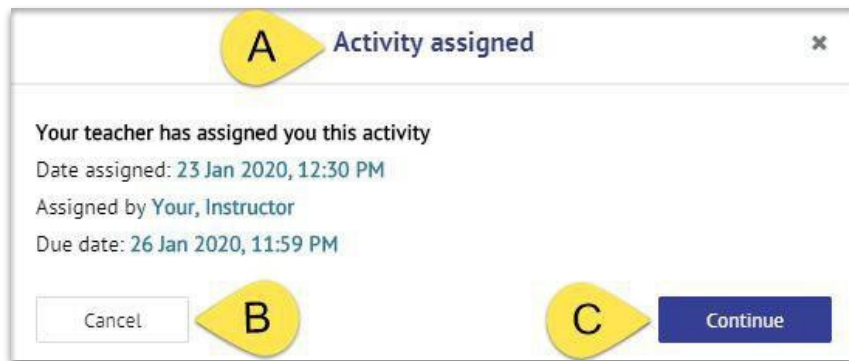 A Activity assigned ×
Your teacher has assigned you this activity
Date assigned: 23 Jan 2020, 12:30 PM
Assigned by Your, Instructor
Due date: 26 Jan 2020, 11:59 PM
Cancel B C Continue